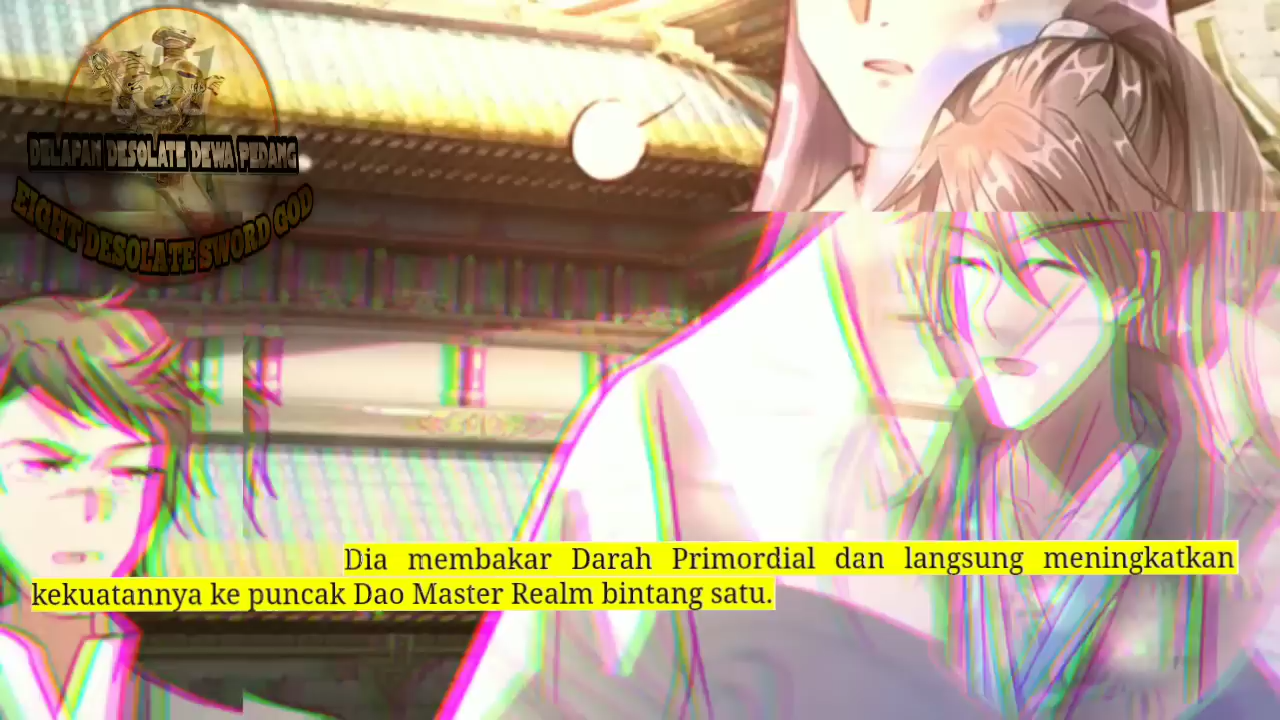 DELAPAN DESOLATE DEWA PEDANG
EIGHT DESOLATE SWORD GOD
Dia membakar Darah Primordial dan langsung meningkatkan
kekuatannya ke puncak Dao Master Realm bintang satu.